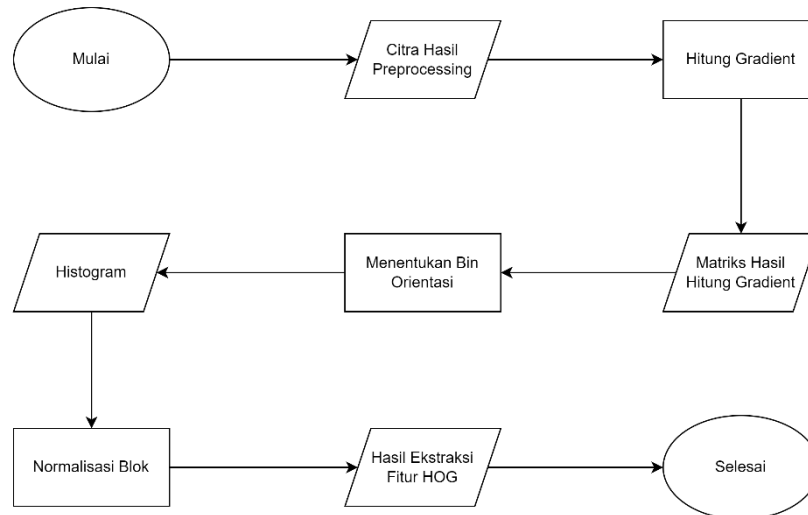 Mulai
Citra Hasil
Preprocessing
Hitung Gradient
Matriks Hasil
Hitung Gradient
Menentukan Bin
Orientasi
Histogram
Normalisasi Blok
Hasil Ekstraksi
Fitur HOG
Selesai